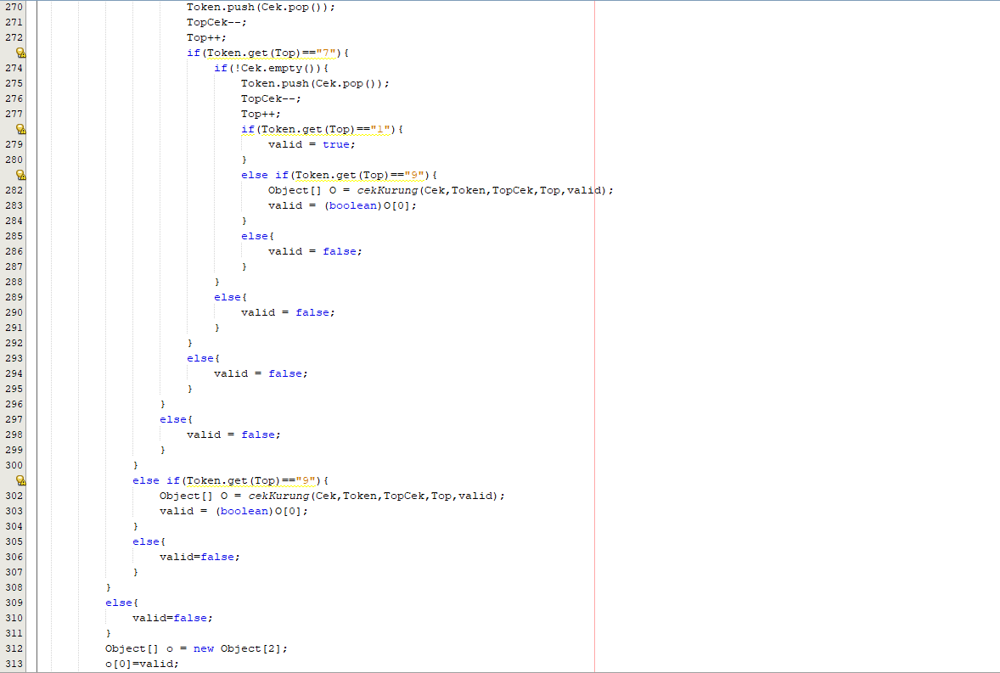 270 Token.push(Cek.pop());
271 TopCek--;
272 Top++;
if(Token.get(Top)=="7"){
274 if(!Cek.empty()){
275 Token.push(Cek.pop());
276 TopCek--;
277 Top++;
if(Token.get(Top)=="1"){
279 valid = true;
280 }
else if(Token.get(Top)=="9"){
282 Object[] O = cekKurung(Cek,Token,TopCek,Top,valid);
283 valid = (boolean)O[0];
284 }
285 else{
286 valid = false;
287 }
288 }
289 else{
290 valid = false;
291 }
292 }
293 else{
294 valid = false;
295 }
296 }
297 else{
298 valid = false;
299 }
300 }
else if(Token.get(Top)=="9"){
302 Object[] O = cekKurung(Cek,Token,TopCek,Top,valid);
303 valid = (boolean)O[0];
304 }
305 else{
306 valid=false;
307 }
308 }
309 else{
310 valid=false;
311 }
312 Object[] o = new Object[2];
313 o[0]=valid;